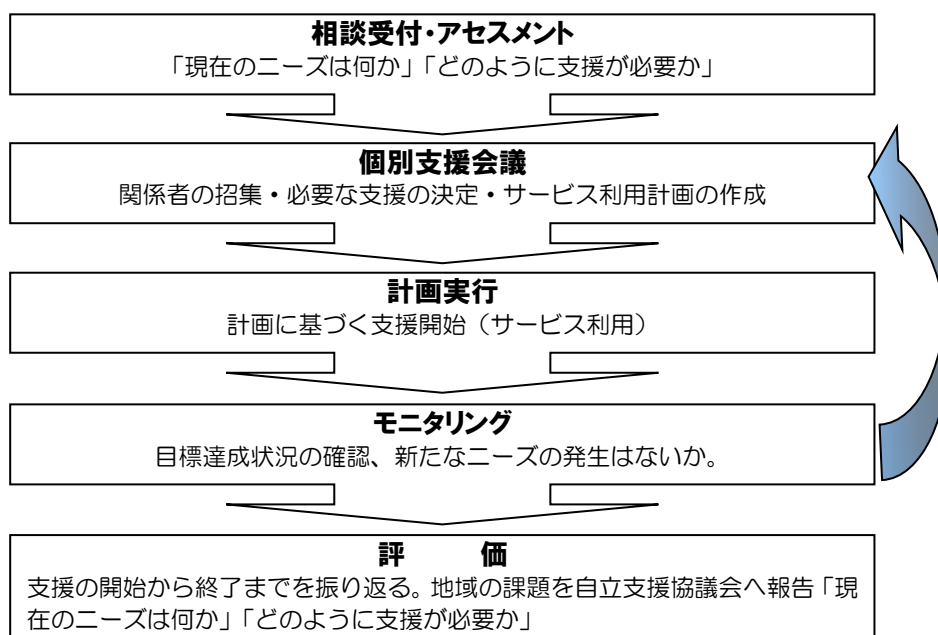 相談受付・アセスメント
「現在のニーズは何か」「どのように支援が必要か」
個別支援会議
関係者の招集・必要な支援の決定・サービス利用計画の作成
計画実行
計画に基づく支援開始（サービス利用）
モニタリング
目標達成状況の確認、新たなニーズの発生はないか。
評　　価
支援の開始から終了までを振り返る。地域の課題を自立支援協議会へ報告「現
在のニーズは何か」「どのように支援が必要か」